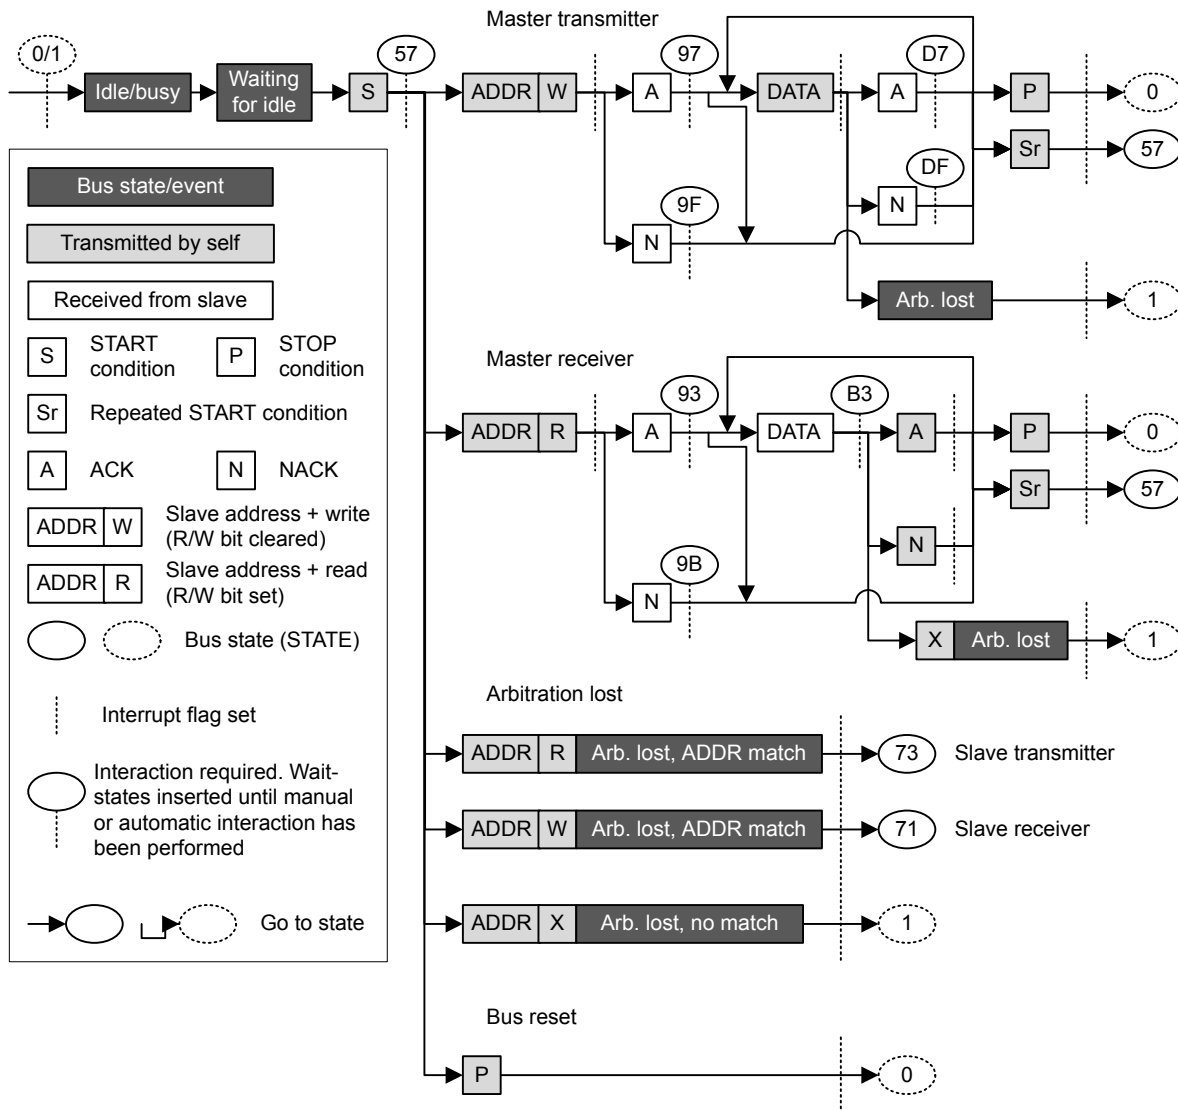 Master transmitter
0/1
57
97
D7
Idle/busy
Waiting
for idle
S
ADDR W
A
DATA
A
P
0
Sr
57
DF
N
9F
N
Arb. lost
1
Bus state/event
Transmitted by self
Received from slave
S
START
condition
P
STOP
condition
Sr
Repeated START condition
A
ACK
N
NACK
ADDR W
Slave address + write
(R/W bit cleared)
ADDR R
Slave address + read
(R/W bit set)
Bus state (STATE)
Interrupt flag set
Interaction required. Wait-
states inserted until manual
or automatic interaction has
been performed
Go to state
Master receiver
93
B3
ADDR R
A
DATA
A
P
0
Sr
57
N
9B
N
X Arb. lost
1
Arbitration lost
ADDR R Arb. lost, ADDR match
73
Slave transmitter
ADDR W Arb. lost, ADDR match
71
Slave receiver
ADDR X Arb. lost, no match
1
Bus reset
P
0